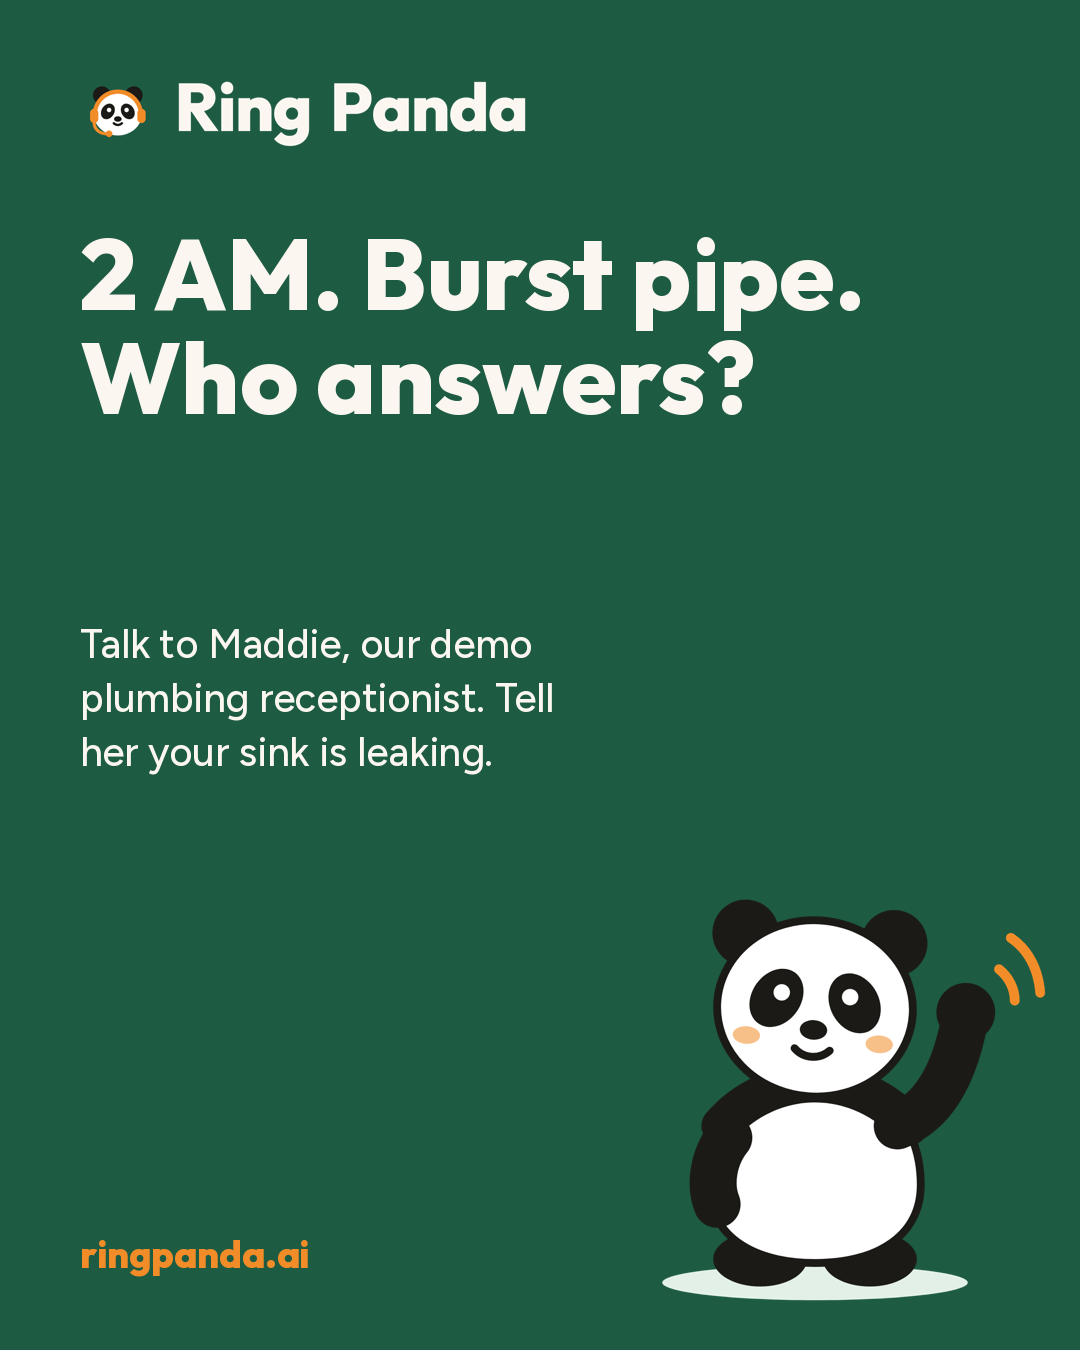 Ring Panda
2 AM. Burst pipe.
Who answers?
Talk to Maddie, our demo
plumbing receptionist. Tell
her your sink is leaking.
ringpanda.ai